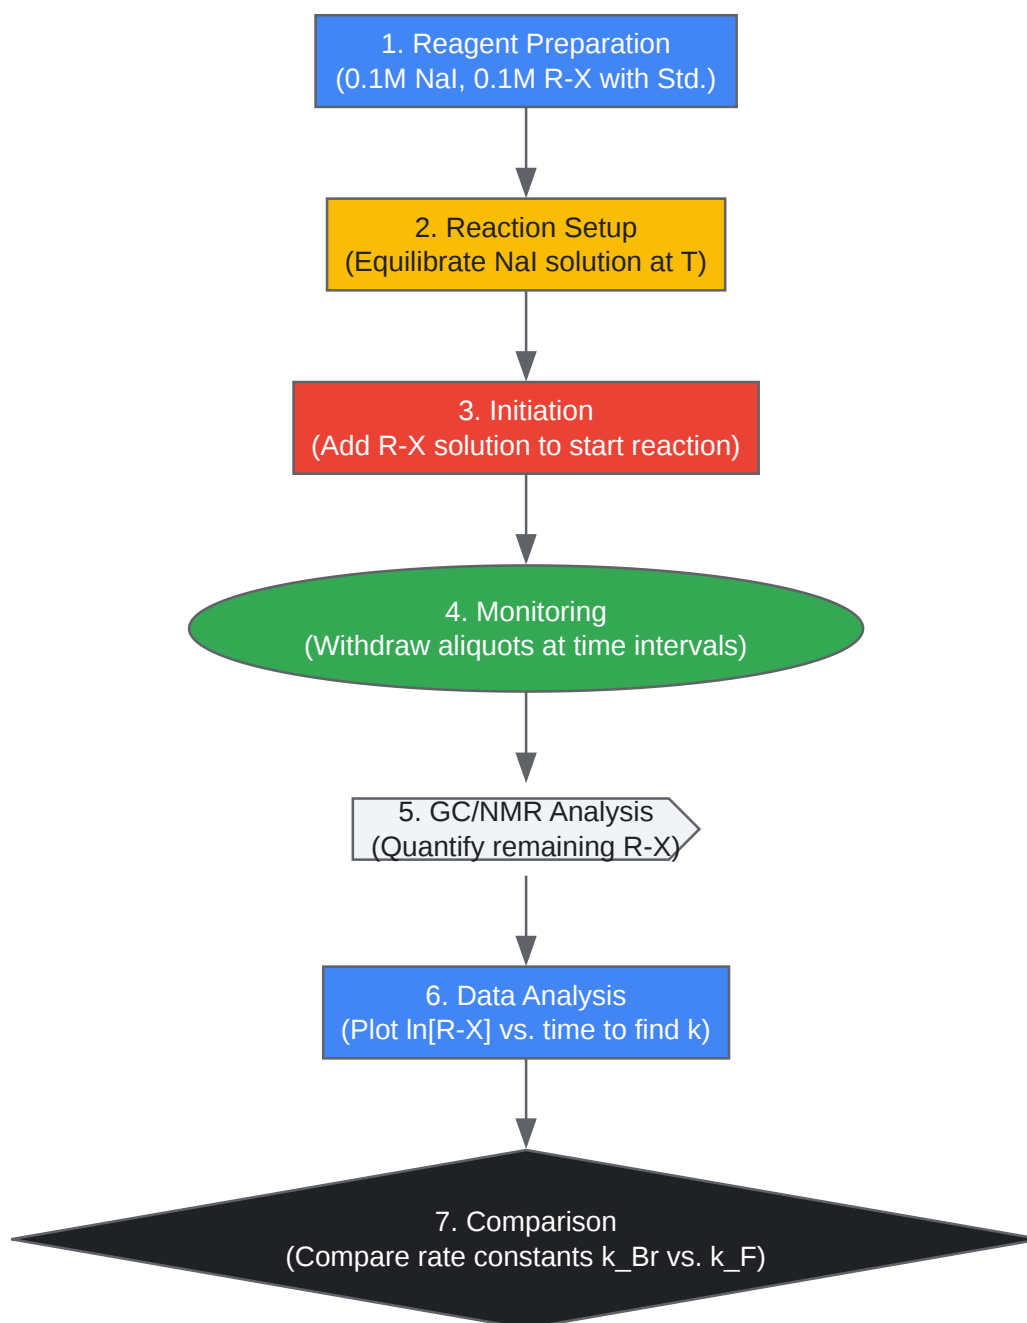 1. Reagent Preparation
(0.1M NaI, 0.1M R-X with Std.)
2. Reaction Setup
(Equilibrate NaI solution at T)
3. Initiation
(Add R-X solution to start reaction)
4. Monitoring
(Withdraw aliquots at time intervals)
5. GC/NMR Analysis
(Quantify remaining R-X)
6. Data Analysis
(Plot ln[R-X] vs. time to find k)
7. Comparison
(Compare rate constants k_Br vs. k_F)